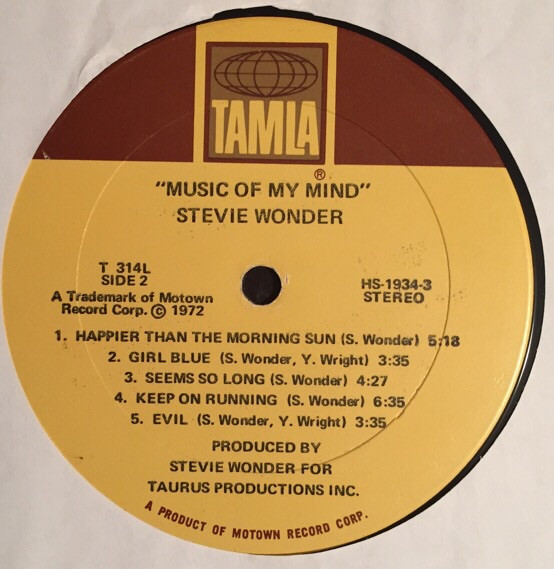 TAMLA
®
"MUSIC OF MY MIND"
STEVIE WONDER
T 314L
SIDE 2
A Trademark of Motown
Record Corp. © 1972
HS-1934-3
STEREO
1. HAPPIER THAN THE MORNING SUN (S. Wonder) 5:18
2. GIRL BLUE (S. Wonder, Y. Wright) 3:35
3. SEEMS SO LONG (S. Wonder) 4:27
4. KEEP ON RUNNING (S. Wonder) 6:35
5. EVIL (S. Wonder, Y. Wright) 3:35
PRODUCED BY
STEVIE WONDER FOR
TAURUS PRODUCTIONS INC.
A PRODUCT OF MOTOWN RECORD CORP.